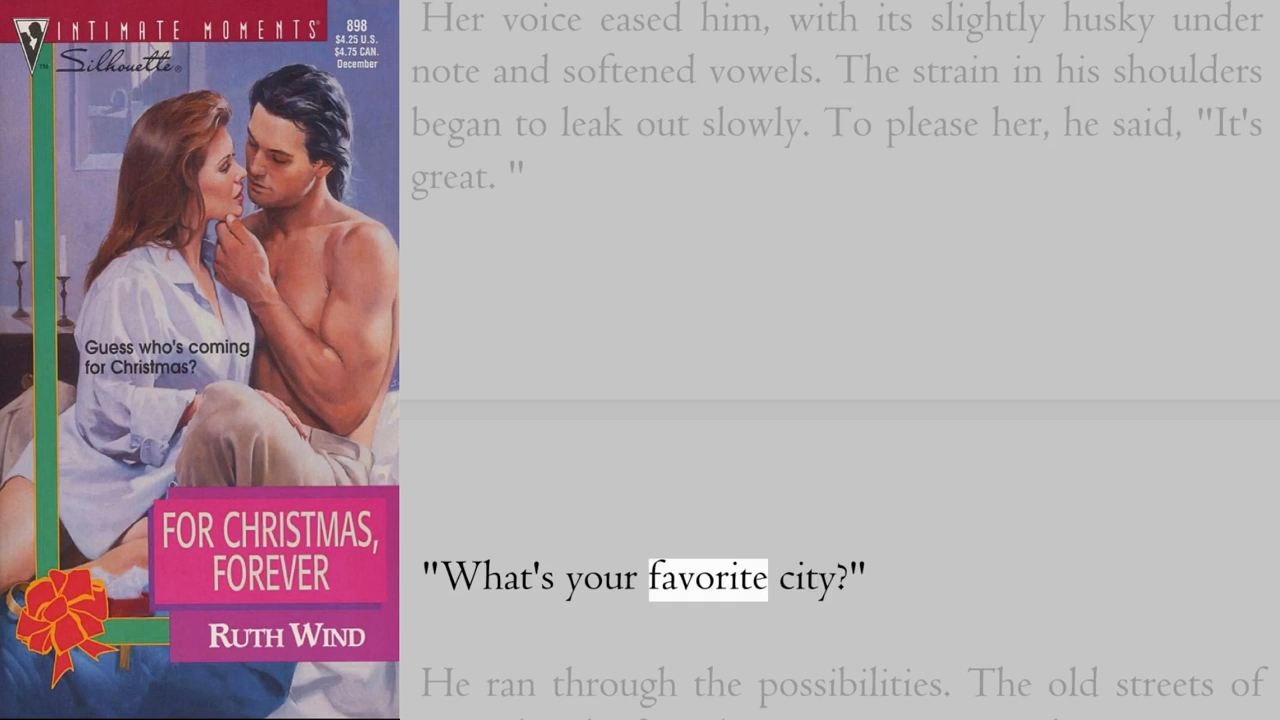 INTIMATE MOMENTS®
Silhouette®
TM
898
$4.25 U.S.
$4.75 CAN.
December
Guess who's coming
for Christmas?
FOR CHRISTMAS,
FOREVER
RUTH WIND
Her voice eased him, with its slightly husky under
note and softened vowels. The strain in his shoulders
began to leak out slowly. To please her, he said, "It's
great. "
"What's your favorite city?"
He ran through the possibilities. The old streets of